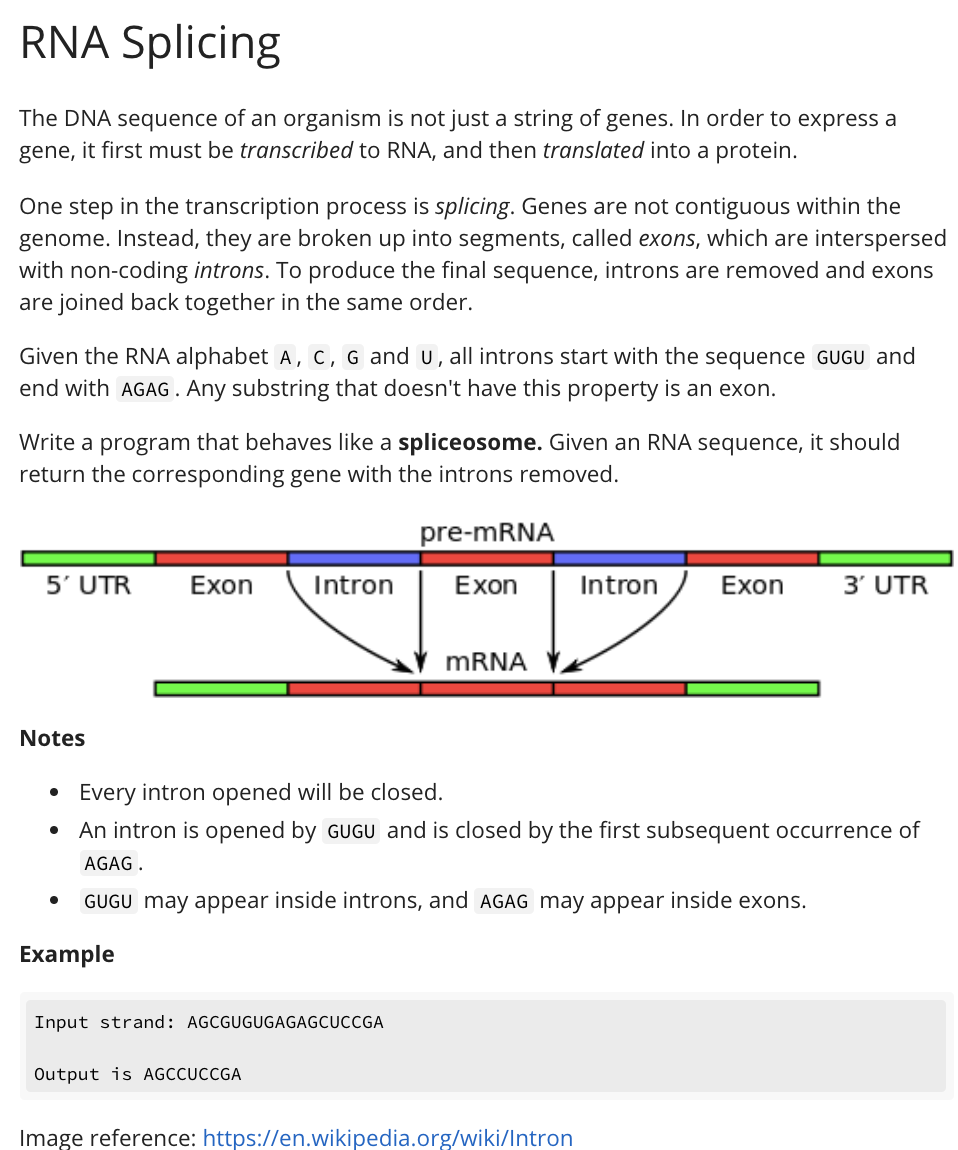 RNA Splicing
The DNA sequence of an organism is not just a string of genes. In order to express a
gene, it first must be transcribed to RNA, and then translated into a protein.
One step in the transcription process is splicing. Genes are not contiguous within the
genome. Instead, they are broken up into segments, called exons, which are interspersed
with non-coding introns. To produce the final sequence, introns are removed and exons
are joined back together in the same order.
Given the RNA alphabet A, C, G and U, all introns start with the sequence GUGU and
end with AGAG. Any substring that doesn't have this property is an exon.
Write a program that behaves like a spliceosome. Given an RNA sequence, it should
return the corresponding gene with the introns removed.
pre-mRNA
5′ UTR Exon Intron Exon Intron Exon 3′ UTR
mRNA
Notes
• Every intron opened will be closed.
• An intron is opened by GUGU and is closed by the first subsequent occurrence of
AGAG.
• GUGU may appear inside introns, and AGAG may appear inside exons.
Example
Input strand: AGCGUGUGAGAGCUCCGA
Output is AGCCUCCGA
Image reference: https://en.wikipedia.org/wiki/Intron